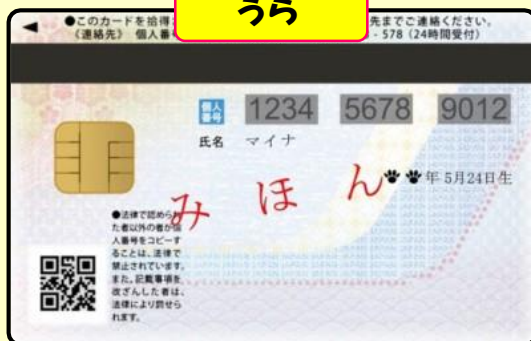 うら
●このカードを拾得
先までご連絡ください。
《連絡先》 個人番
- 578（24時間受付）
個人番号 1234 5678 9012
氏名 マイナ
年 5月24日生
みほん
●法律で認められ
た者以外の者が個
人番号をコピーす
ることは、法律で
禁止されています。
また、記載事項を
改ざんした者は、
法律により罰せら
れます。